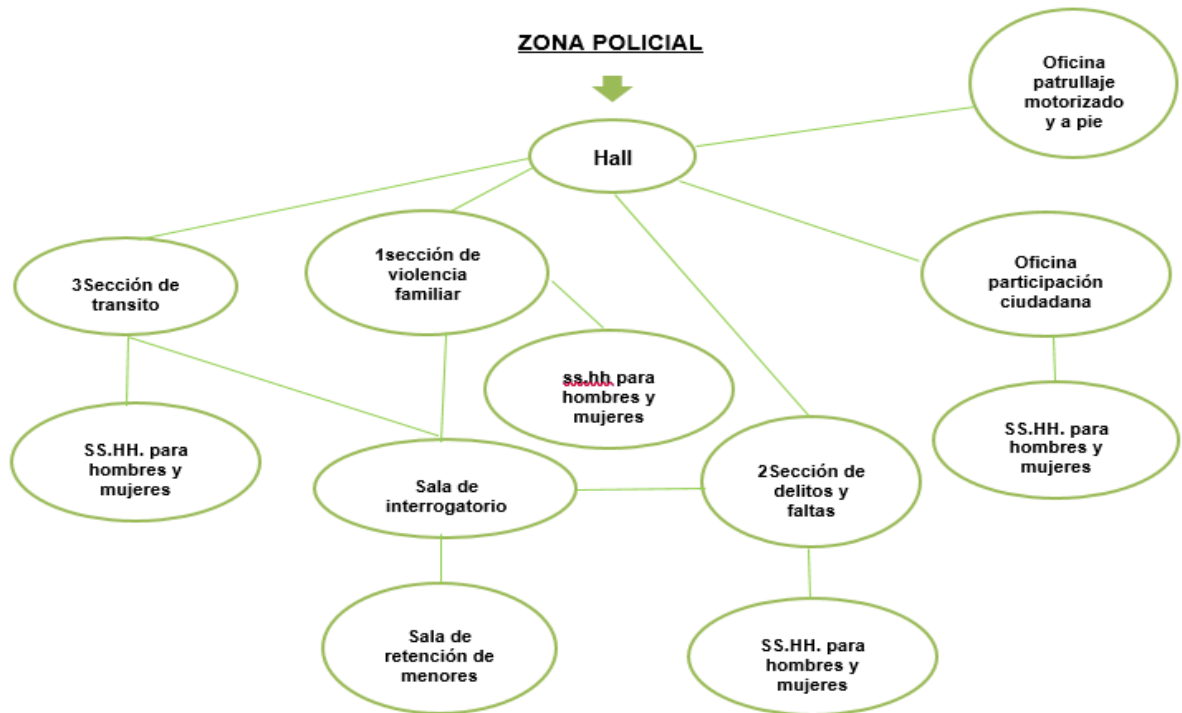 ZONA POLICIAL
Oficina
patrullaje
motorizado
y a pie
Hall
3Sección de
transito
1sección de
violencia
familiar
Oficina
participación
ciudadana
ss.hh para
hombres y
mujeres
SS.HH. para
hombres y
mujeres
Sala de
interrogatorio
2Sección de
delitos y
faltas
SS.HH. para
hombres y
mujeres
Sala de
retención de
menores
SS.HH. para
hombres y
mujeres